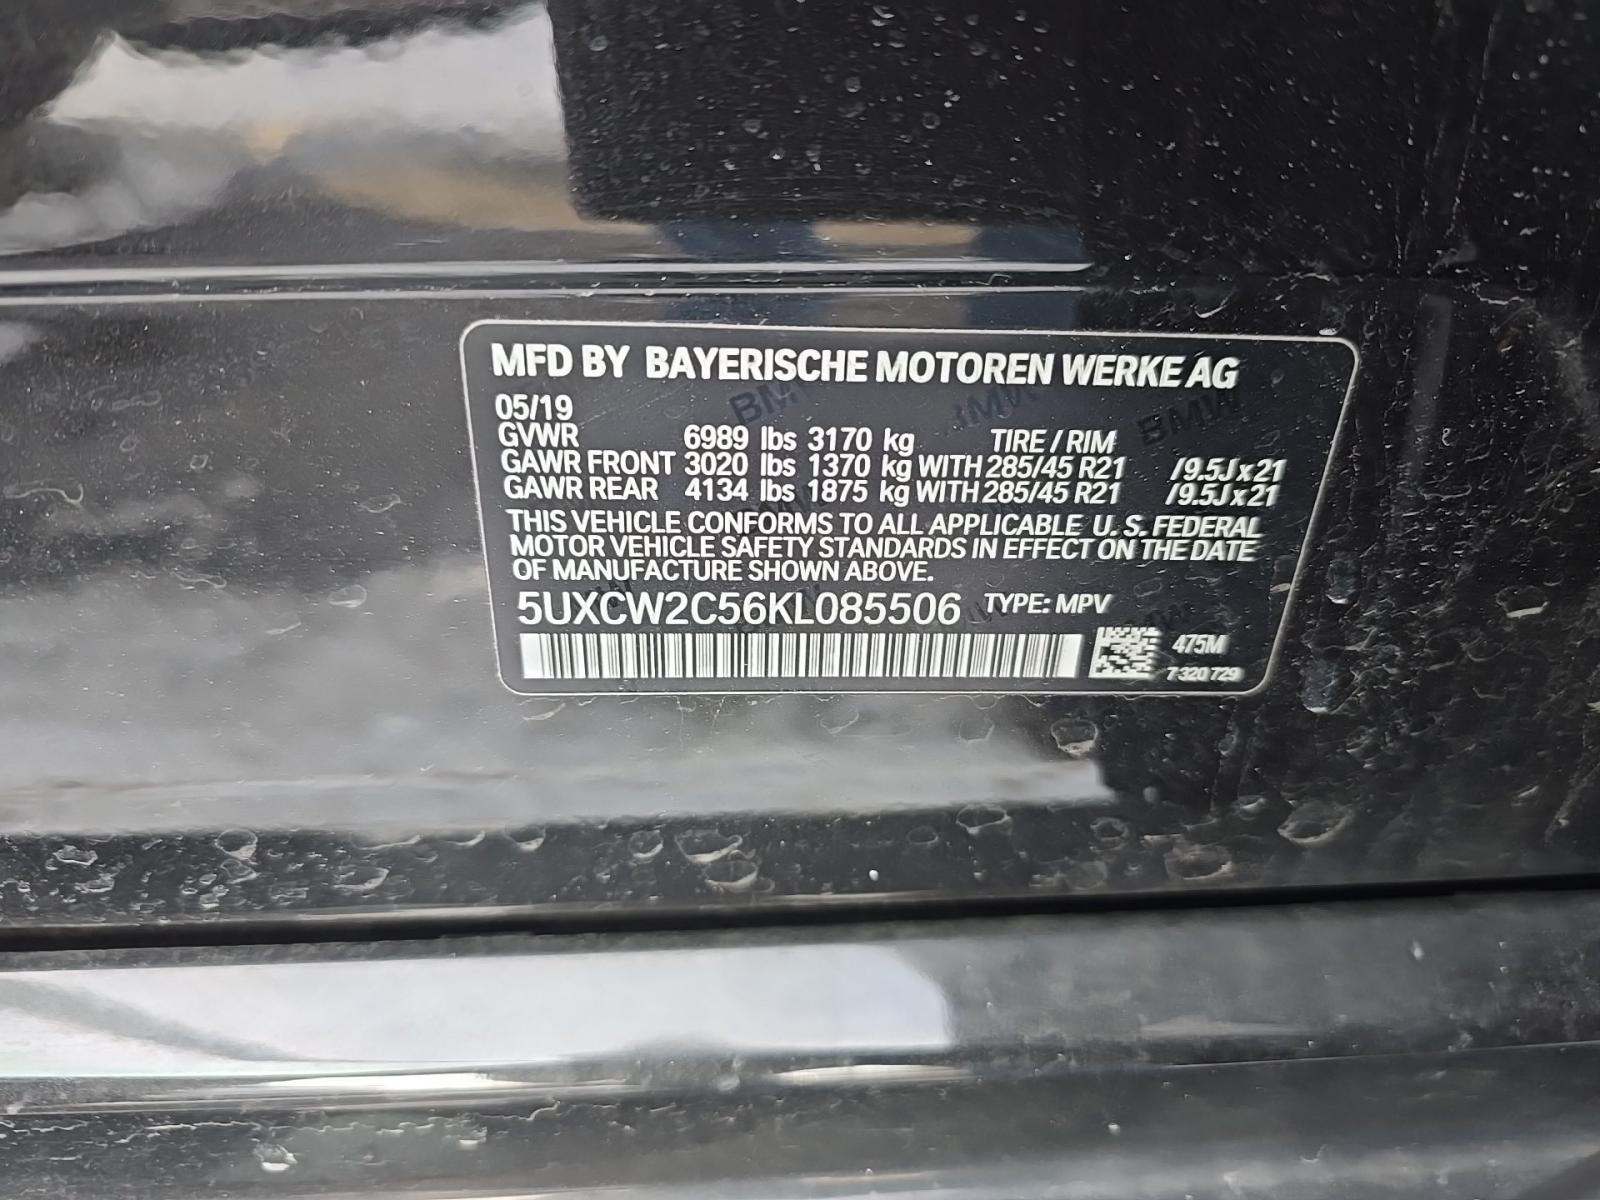 MFD BY BAYERISCHE MOTOREN WERKE AG
05/19
GVWR 6989 lbs 3170 kg TIRE / RIM
GAWR FRONT 3020 lbs 1370 kg WITH 285/45 R21 /9.5J x 21
GAWR REAR 4134 lbs 1875 kg WITH 285/45 R21 /9.5J x 21
THIS VEHICLE CONFORMS TO ALL APPLICABLE U. S. FEDERAL
MOTOR VEHICLE SAFETY STANDARDS IN EFFECT ON THE DATE
OF MANUFACTURE SHOWN ABOVE.
5UXCW2C56KL085506 TYPE: MPV
475M
7 320 729